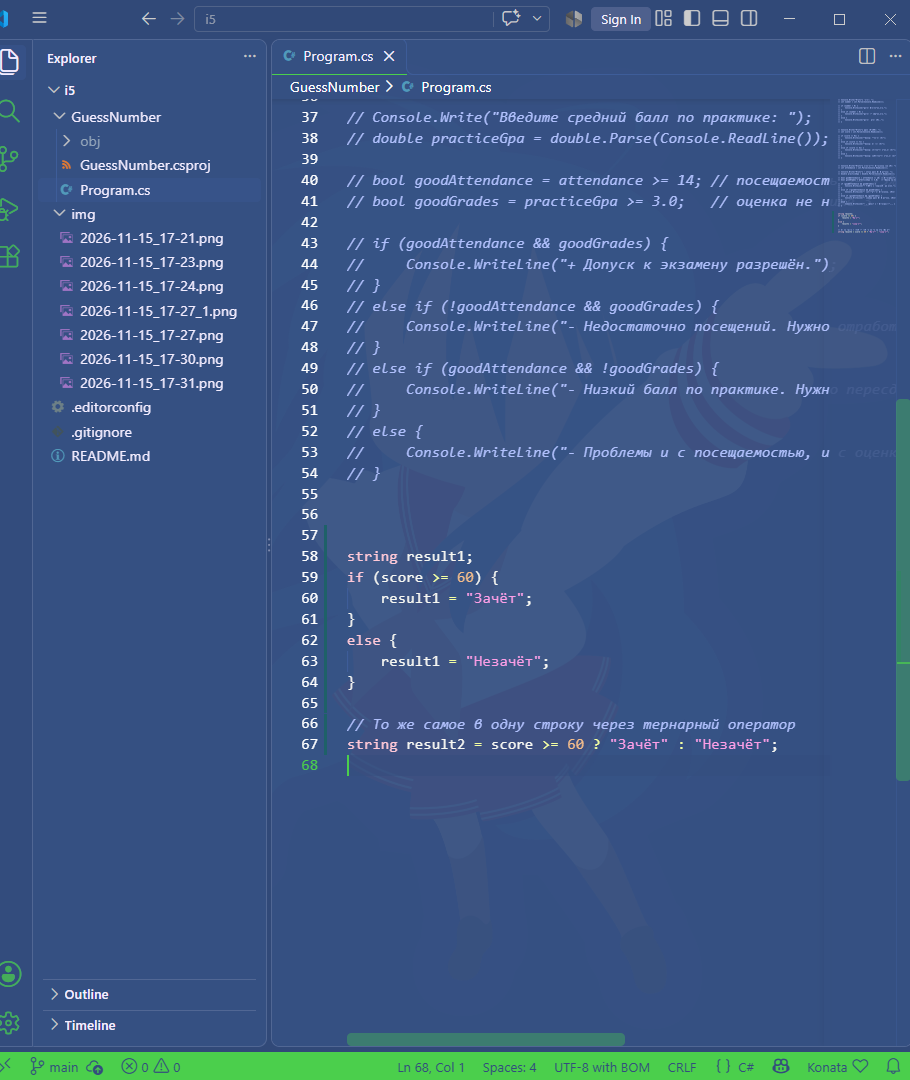 i5
Sign In
Explorer
i5
GuessNumber
obj
GuessNumber.csproj
Program.cs
img
2026-11-15_17-21.png
2026-11-15_17-23.png
2026-11-15_17-24.png
2026-11-15_17-27_1.png
2026-11-15_17-27.png
2026-11-15_17-30.png
2026-11-15_17-31.png
.editorconfig
.gitignore
README.md
Outline
Timeline
Program.cs
GuessNumber > Program.cs
37 // Console.Write("Введите средний балл по практике: ");
38 // double practiceGpa = double.Parse(Console.ReadLine());
39
40 // bool goodAttendance = attendance >= 14; // посещаемост
41 // bool goodGrades = practiceGpa >= 3.0;   // оценка не н
42
43 // if (goodAttendance && goodGrades) {
44 //     Console.WriteLine("+ Допуск к экзамену разрешён.")
45 // }
46 // else if (!goodAttendance && goodGrades) {
47 //     Console.WriteLine("- Недостаточно посещений. Нужно отработ
48 // }
49 // else if (goodAttendance && !goodGrades) {
50 //     Console.WriteLine("- Низкий балл по практике. Нужно пересд
51 // }
52 // else {
53 //     Console.WriteLine("- Проблемы и с посещаемостью, и с оценк
54 // }
55
56
57
58 string result1;
59 if (score >= 60) {
60     result1 = "Зачёт";
61 }
62 else {
63     result1 = "Незачёт";
64 }
65
66 // То же самое в одну строку через тернарный оператор
67 string result2 = score >= 60 ? "Зачёт" : "Незачёт";
68
main
0
0
Ln 68, Col 1
Spaces: 4
UTF-8 with BOM
CRLF
{ } C#
Konata